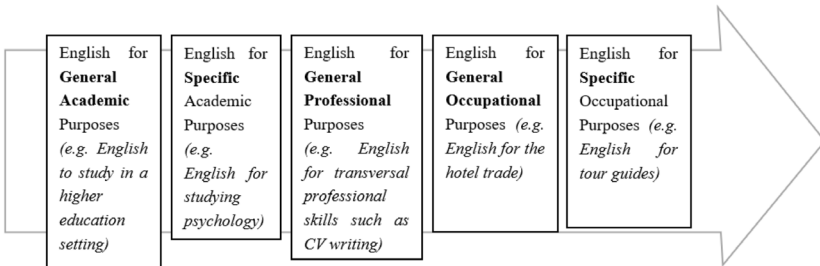 English for
General
Academic
Purposes
(e.g. English
to study in a
higher
education
setting)
English for
Specific
Academic
Purposes
(e.g.
English for
studying
psychology)
English for
General
Professional
Purposes
(e.g. English
for transversal
professional
skills such as
CV writing)
English for
General
Occupational
Purposes (e.g.
English for the
hotel trade)
English for
Specific
Occupational
Purposes (e.g.
English for
tour guides)